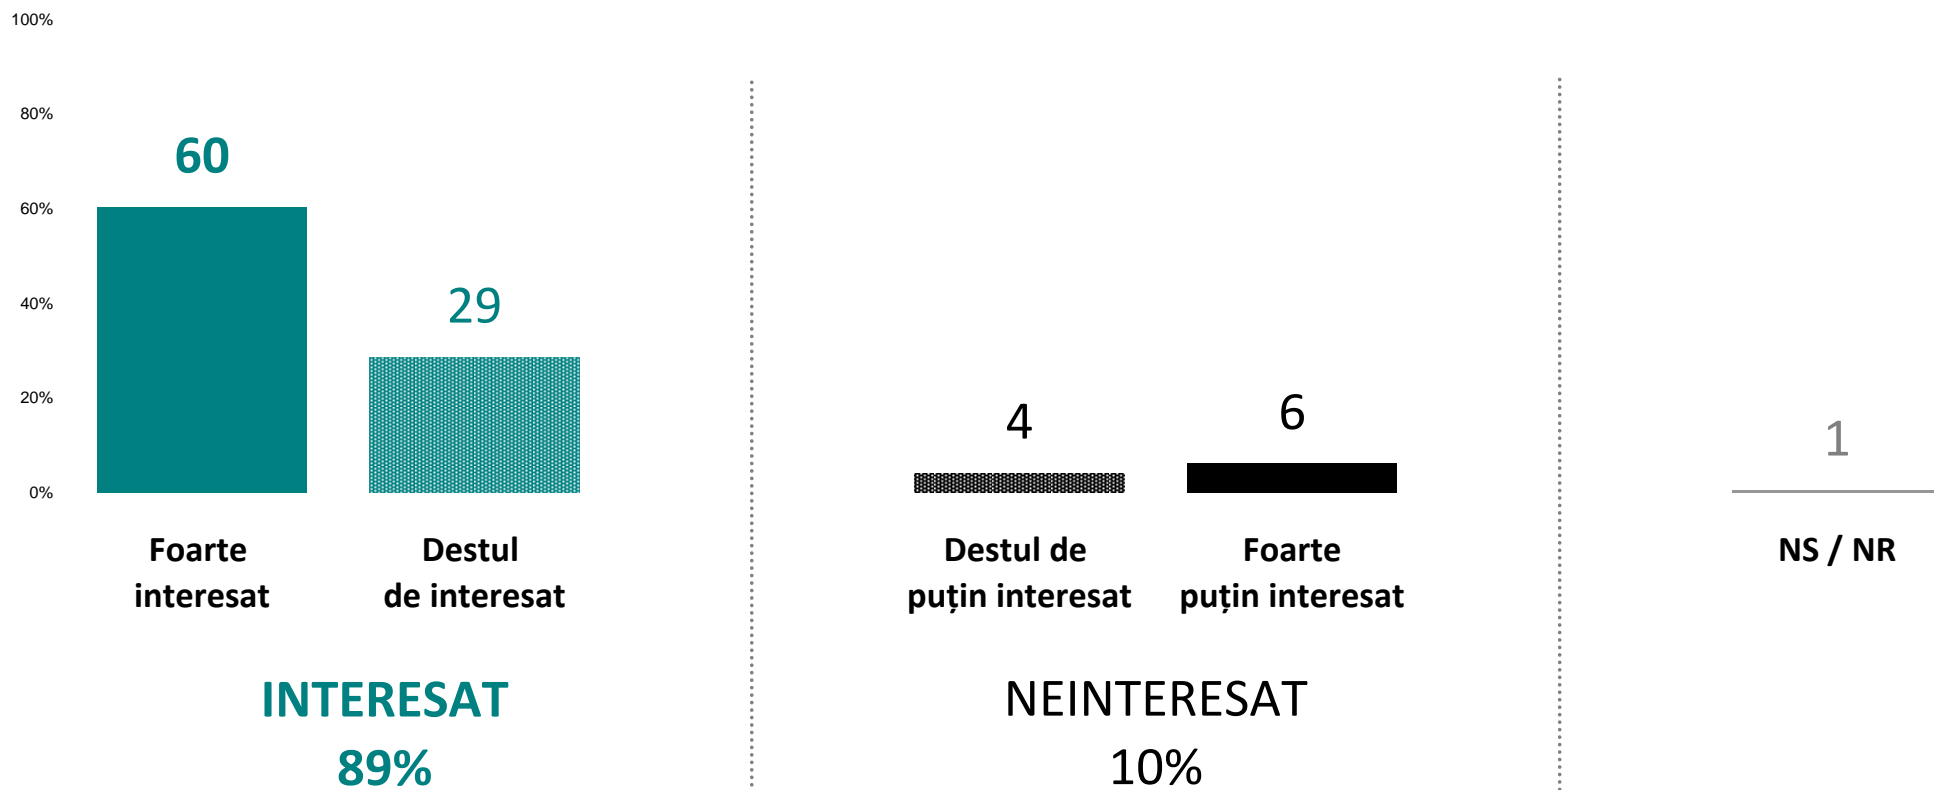 100%
80%
60%
40%
20%
0%
60
29
4
6
1
Foarte
interesat
Destul
de interesat
Destul de
puțin interesat
Foarte
puțin interesat
NS / NR
INTERESAT
89%
NEINTERESAT
10%